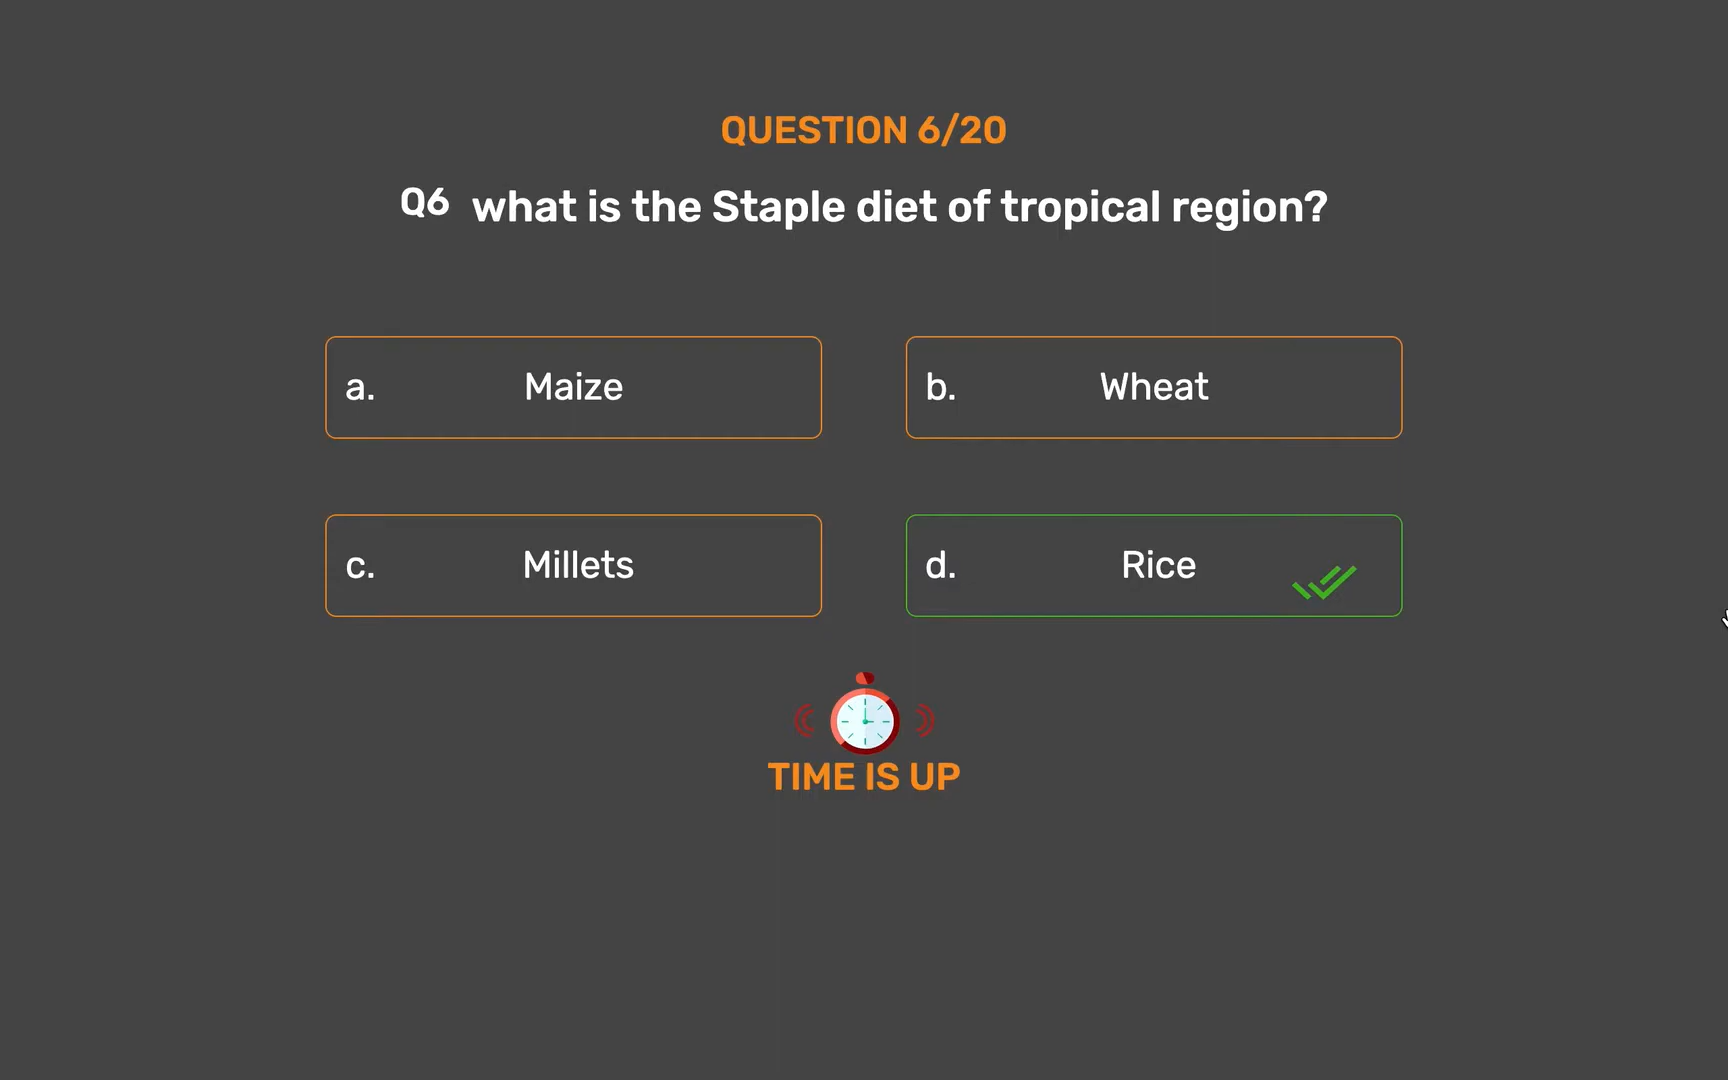 QUESTION 6/20
Q6 what is the Staple diet of tropical region?
a. Maize
b. Wheat
c. Millets
d. Rice
TIME IS UP